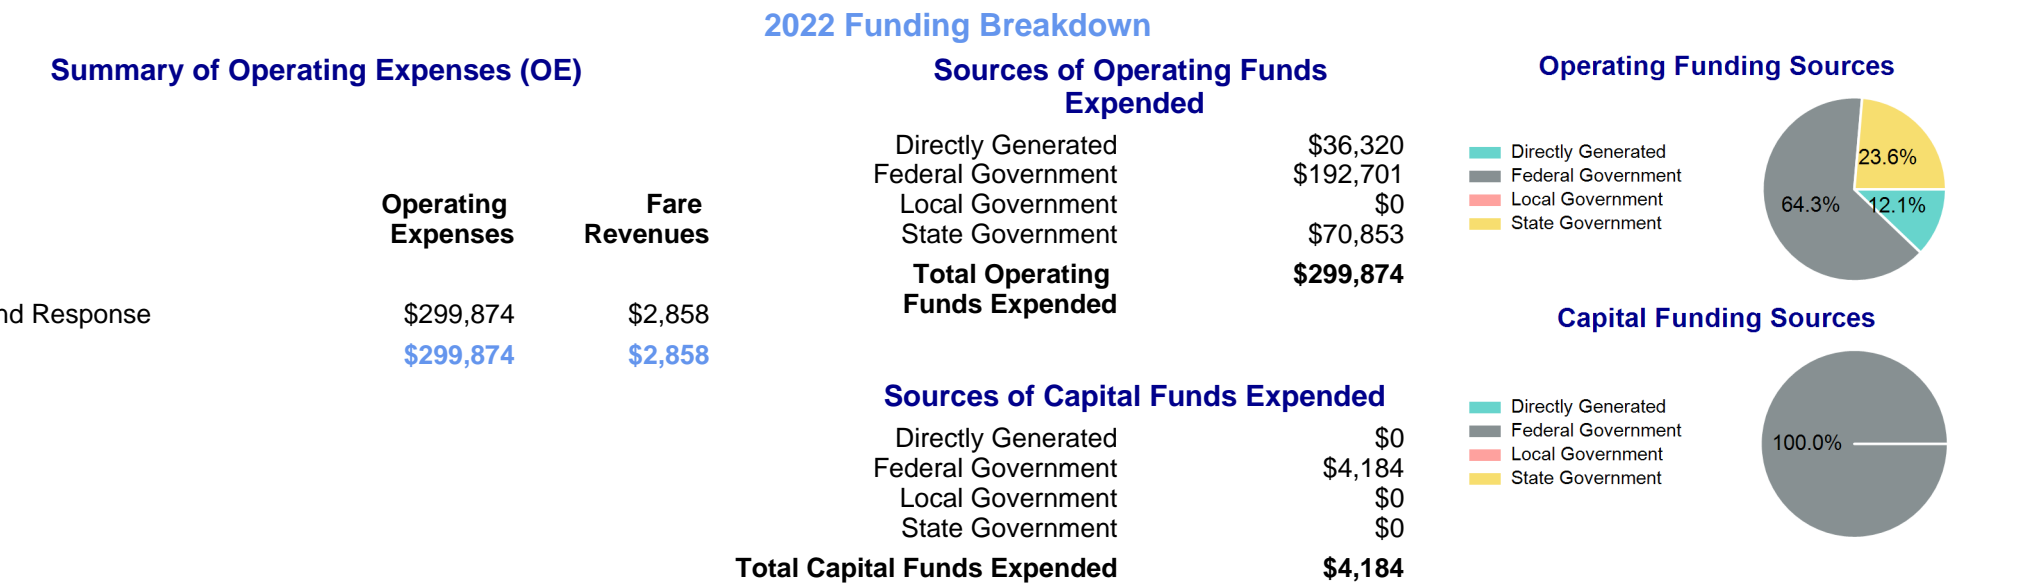 2022 Funding Breakdown
Summary of Operating Expenses (OE)
Operating Fare
Expenses Revenues
Response $299,874 $2,858
$299,874 $2,858
Sources of Operating Funds
Expended
Directly Generated $36,320
Federal Government $192,701
Local Government $0
State Government $70,853
Total Operating $299,874
Funds Expended
Sources of Capital Funds Expended
Directly Generated $0
Federal Government $4,184
Local Government $0
State Government $0
Total Capital Funds Expended $4,184
Operating Funding Sources
Directly Generated
Federal Government
Local Government
State Government
23.6%
64.3% 12.1%
Capital Funding Sources
Directly Generated
Federal Government
Local Government
State Government
100.0%